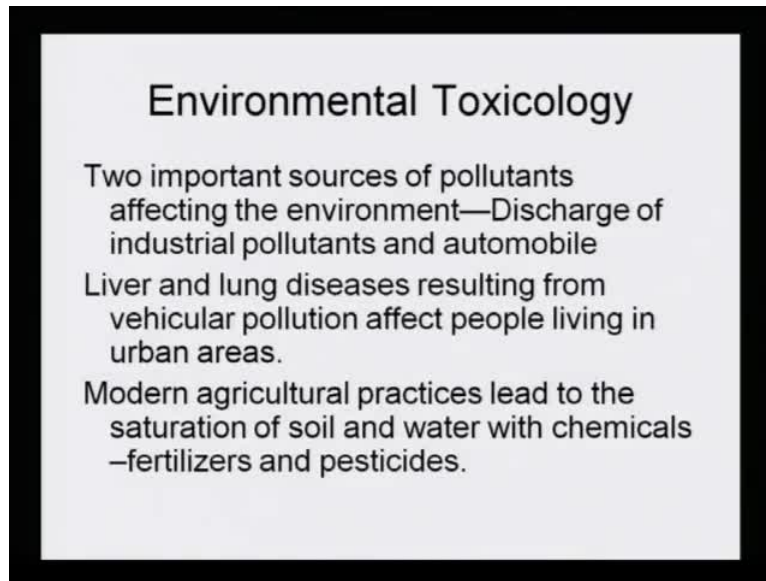 Environmental Toxicology
Two important sources of pollutants
affecting the environment—Discharge of
industrial pollutants and automobile
Liver and lung diseases resulting from
vehicular pollution affect people living in
urban areas.
Modern agricultural practices lead to the
saturation of soil and water with chemicals
–fertilizers and pesticides.